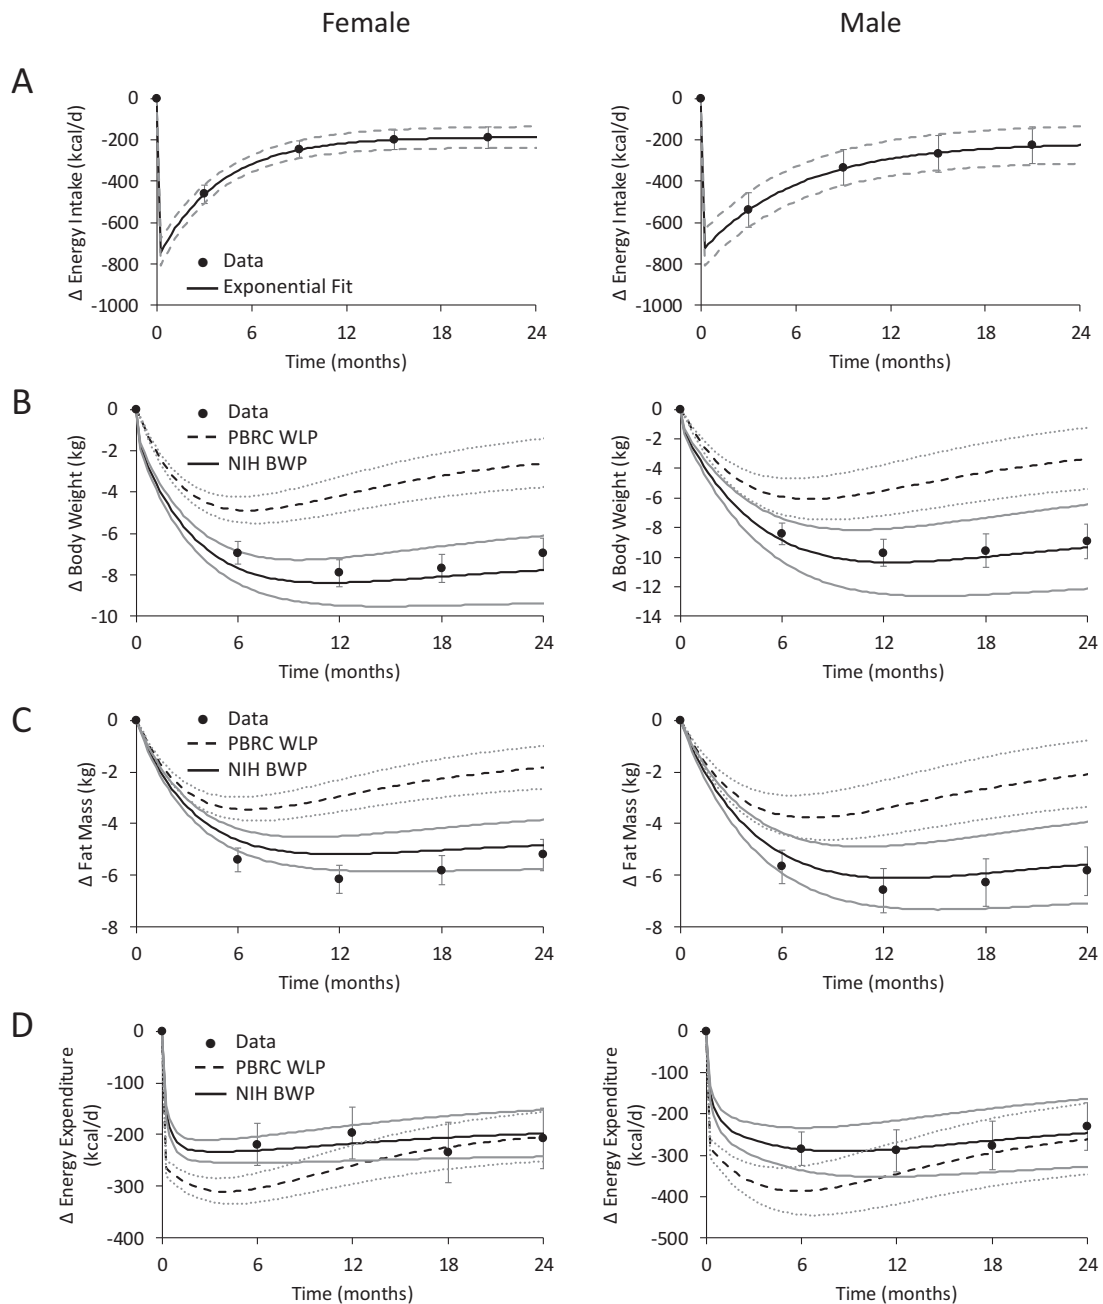 Female
Male
A
Δ Energy Intake (kcal/d)
0
-200
-400
-600
-800
-1000
Data
Exponential Fit
0 6 12 18 24
Time (months)
Δ Energy Intake (kcal/d)
0
-200
-400
-600
-800
-1000
0 6 12 18 24
Time (months)
B
Δ Body Weight (kg)
0
-2
-4
-6
-8
-10
Data
PBRC WLP
NIH BWP
0 6 12 18 24
Time (months)
Δ Body Weight (kg)
0
-2
-4
-6
-8
-10
-12
-14
0 6 12 18 24
Time (months)
C
Δ Fat Mass (kg)
0
-2
-4
-6
-8
Data
PBRC WLP
NIH BWP
0 6 12 18 24
Time (months)
Δ Fat Mass (kg)
0
-2
-4
-6
-8
0 6 12 18 24
Time (months)
D
Δ Energy Expenditure
(kcal/d)
0
-100
-200
-300
-400
Data
PBRC WLP
NIH BWP
0 6 12 18 24
Time (months)
Δ Energy Expenditure
(kcal/d)
0
-100
-200
-300
-400
-500
0 6 12 18 24
Time (months)